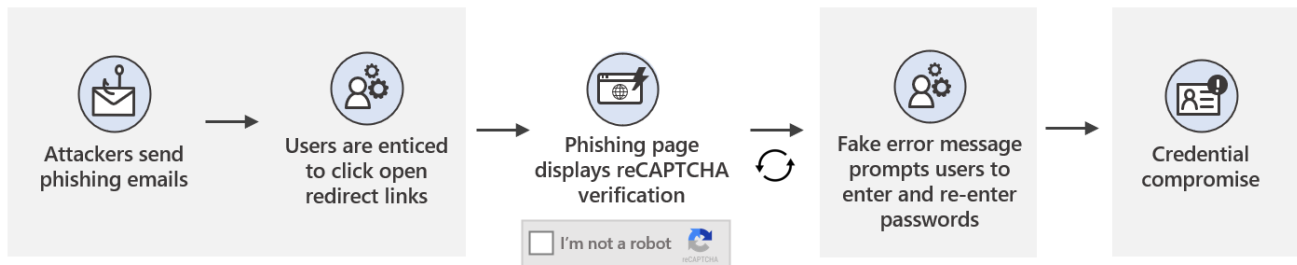 Attackers send
phishing emails
Users are enticed
to click open
redirect links
Phishing page
displays reCAPTCHA
verification
I'm not a robot
reCAPTCHA
Fake error message
prompts users to
enter and re-enter
passwords
Credential
compromise